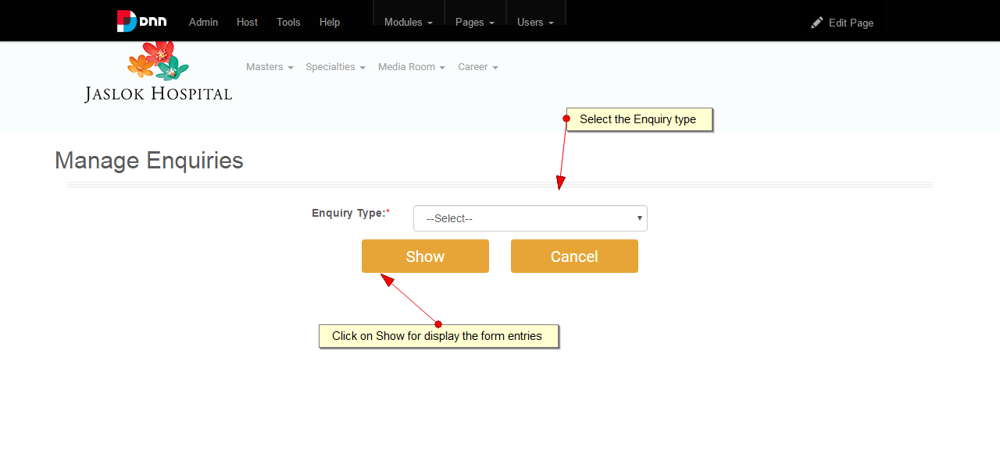 DNN Admin Host Tools Help Modules Pages Users Edit Page
Masters Specialties Media Room Career
JASLOK HOSPITAL
Select the Enquiry type
Manage Enquiries
Enquiry Type:* --Select--
Show Cancel
Click on Show for display the form entries